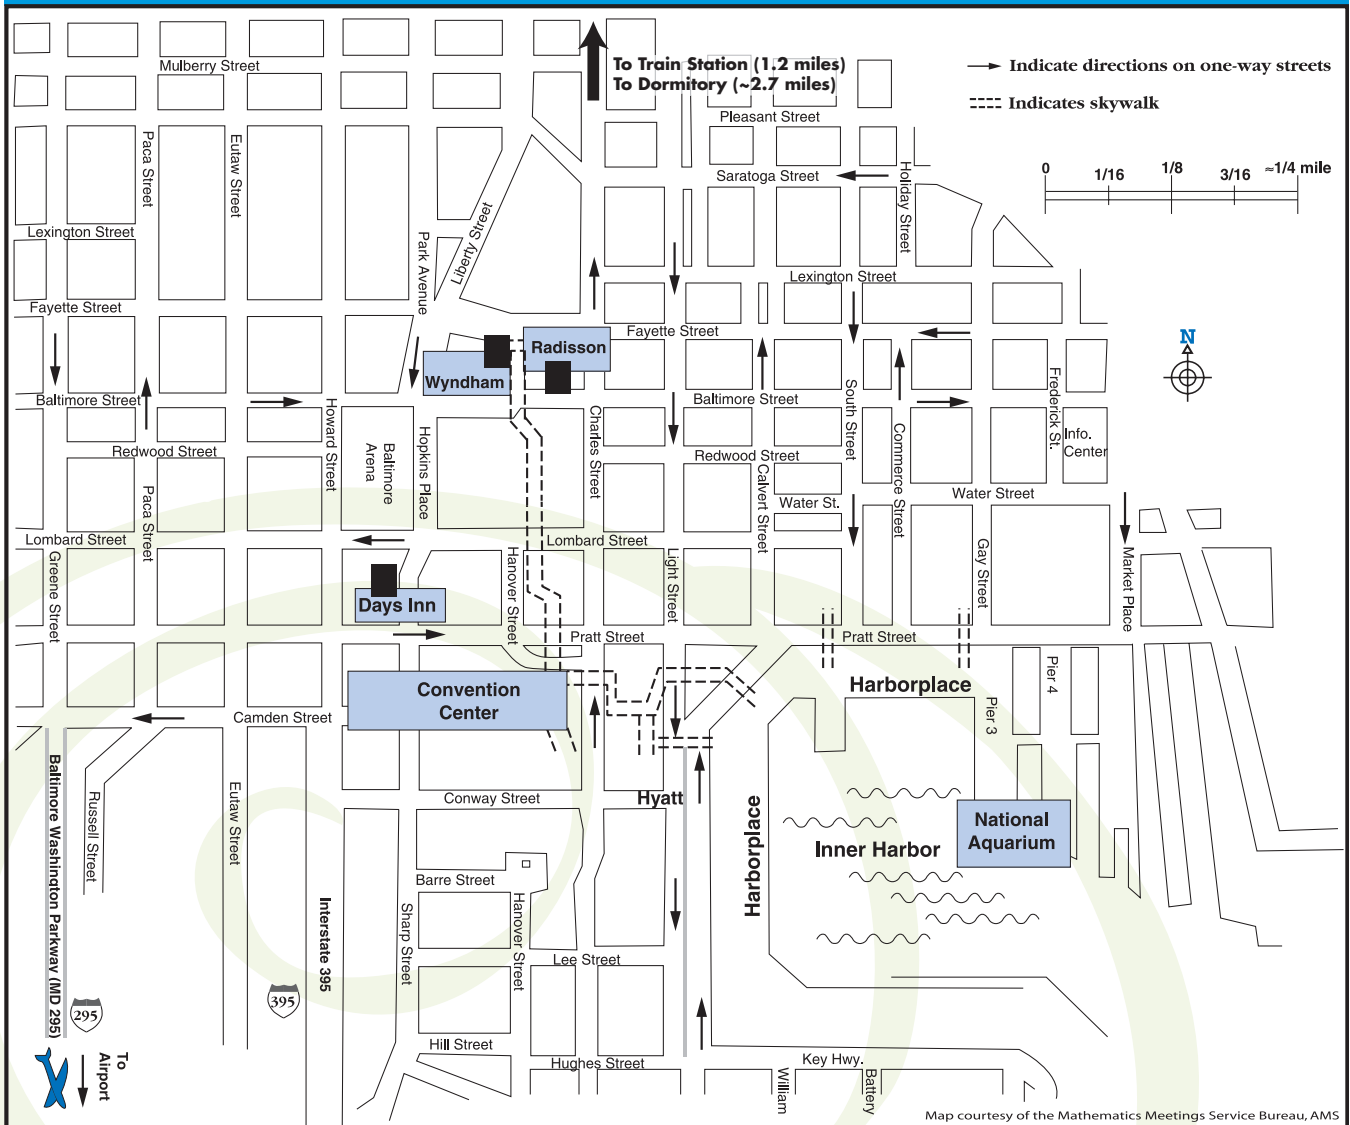 To Train Station (1.2 miles)
To Dormitory (~2.7 miles)
Indicate directions on one-way streets
Indicates skywalk
0
1/16
1/8
3/16
≈1/4 mile
Mulberry Street
Pleasant Street
Saratoga Street
Paca Street
Eutaw Street
Holiday Street
Lexington Street
Park Avenue
Liberty Street
Lexington Street
Fayette Street
Fayette Street
N
Radisson
Wyndham
Baltimore Street
Baltimore Street
Howard Street
Baltimore
Arena
Hopkins Place
Charles Street
South Street
Commerce Street
Frederick St.
Info.
Center
Redwood Street
Redwood Street
Calvert Street
Water St.
Water Street
Paca Street
Lombard Street
Lombard Street
Greene Street
Hanover Street
Light Street
Gay Street
Market Place
Days Inn
Pratt Street
Pratt Street
Convention
Center
Harborplace
Pier 3
Pier 4
Camden Street
Baltimore Washington Parkway (MD 295)
Russell Street
Eutaw Street
Conway Street
Hyatt
Harborplace
Inner Harbor
National
Aquarium
Barre Street
Interstate 395
Sharp Street
Hanover Street
Lee Street
295
395
Hill Street
Hughes Street
Key Hwy.
William
Battery
To
Airport
Map courtesy of the Mathematics Meetings Service Bureau, AMS